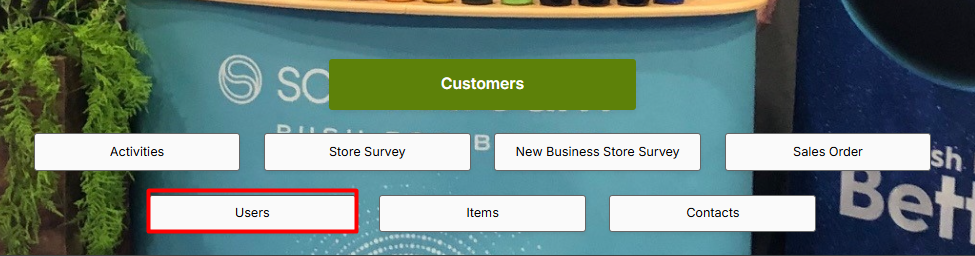 Customers
Activities
Store Survey
New Business Store Survey
Sales Order
Users
Items
Contacts